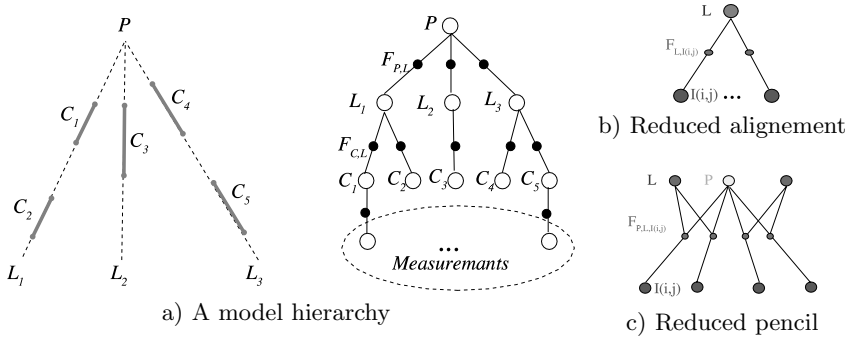 P
C1
C4
C3
C2
C5
L1
L2
L3
P
FP,L
L1
L2
L3
FC,L
C1
C2
C3
C4
C5
...
Measuremants
a) A model hierarchy
L
FL,I(i,j)
I(i,j) ...
b) Reduced alignement
L P
FP,L,I(i,j)
I(i,j)
c) Reduced pencil